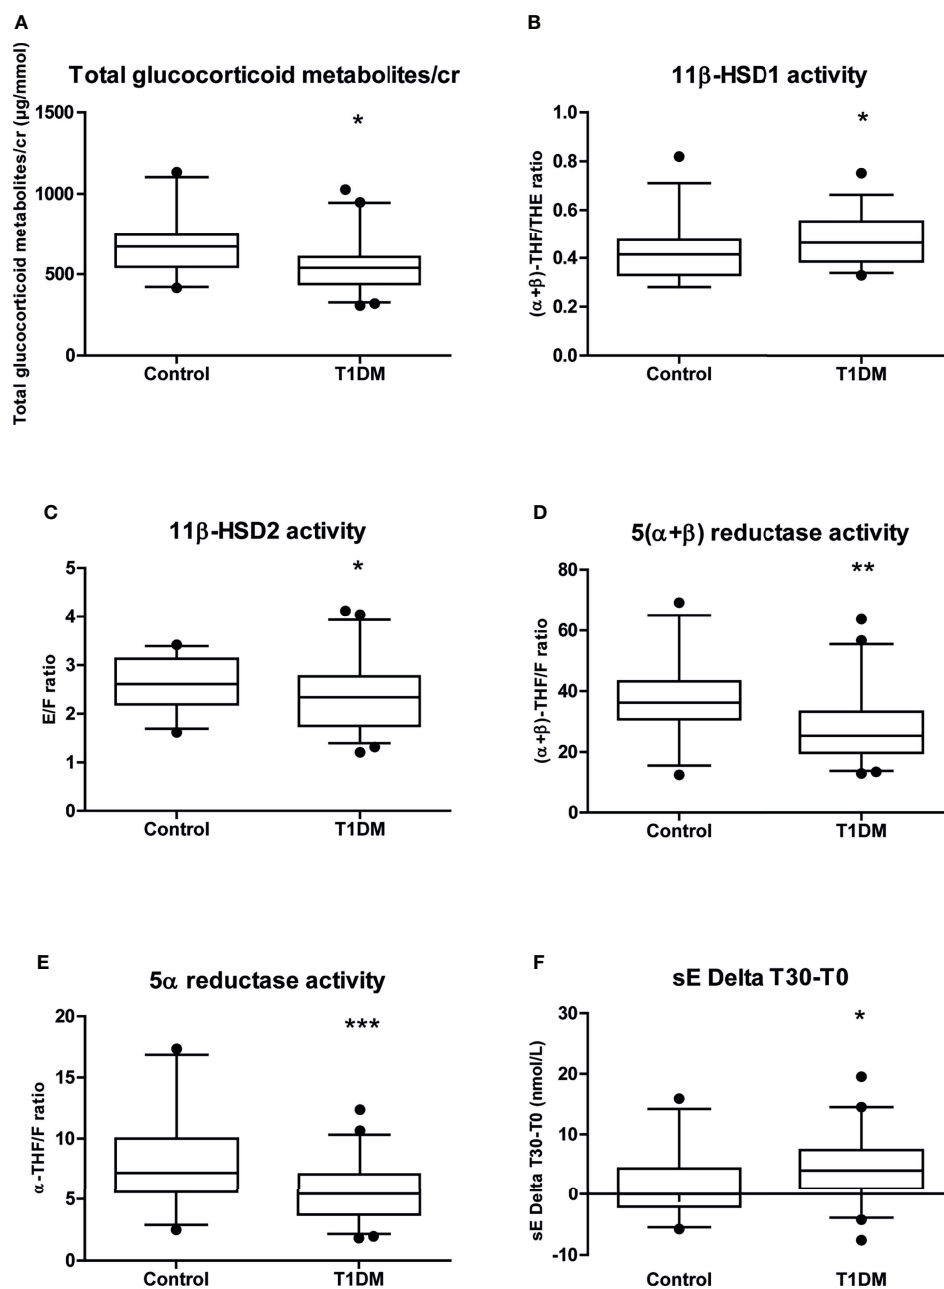 A
Total glucocorticoid metabolites/cr
Total glucocorticoid metabolites/cr (µg/mmol)
1500
1000
500
0
*
Control
T1DM
B
11β-HSD1 activity
(α+β)-THF/THE ratio
1.0
0.8
0.6
0.4
0.2
0.0
*
Control
T1DM
C
11β-HSD2 activity
E/F ratio
5
4
3
2
1
0
*
Control
T1DM
D
5(α+β) reductase activity
(α+β)-THF/F ratio
80
60
40
20
0
**
Control
T1DM
E
5α reductase activity
α-THF/F ratio
20
15
10
5
0
***
Control
T1DM
F
sE Delta T30-T0
sE Delta T30-T0 (nmol/L)
30
20
10
0
-10
*
Control
T1DM